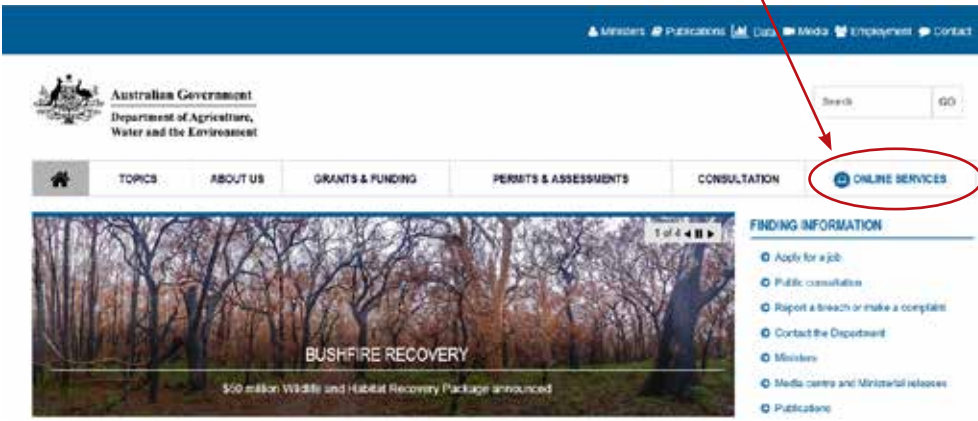 Ministers Publications Data Media Employment Contact
Australian Government
Department of Agriculture,
Water and the Environment
Search GO
TOPICS ABOUT US GRANTS & FUNDING PERMITS & ASSESSMENTS CONSULTATION ONLINE SERVICES
1 of 4
FINDING INFORMATION
Apply for a job
Public consultation
Report a breach or make a complaint
Contact the Department
Ministers
Media centre and Ministerial releases
Publications
BUSHFIRE RECOVERY
$50 million Wildlife and Habitat Recovery Package announced